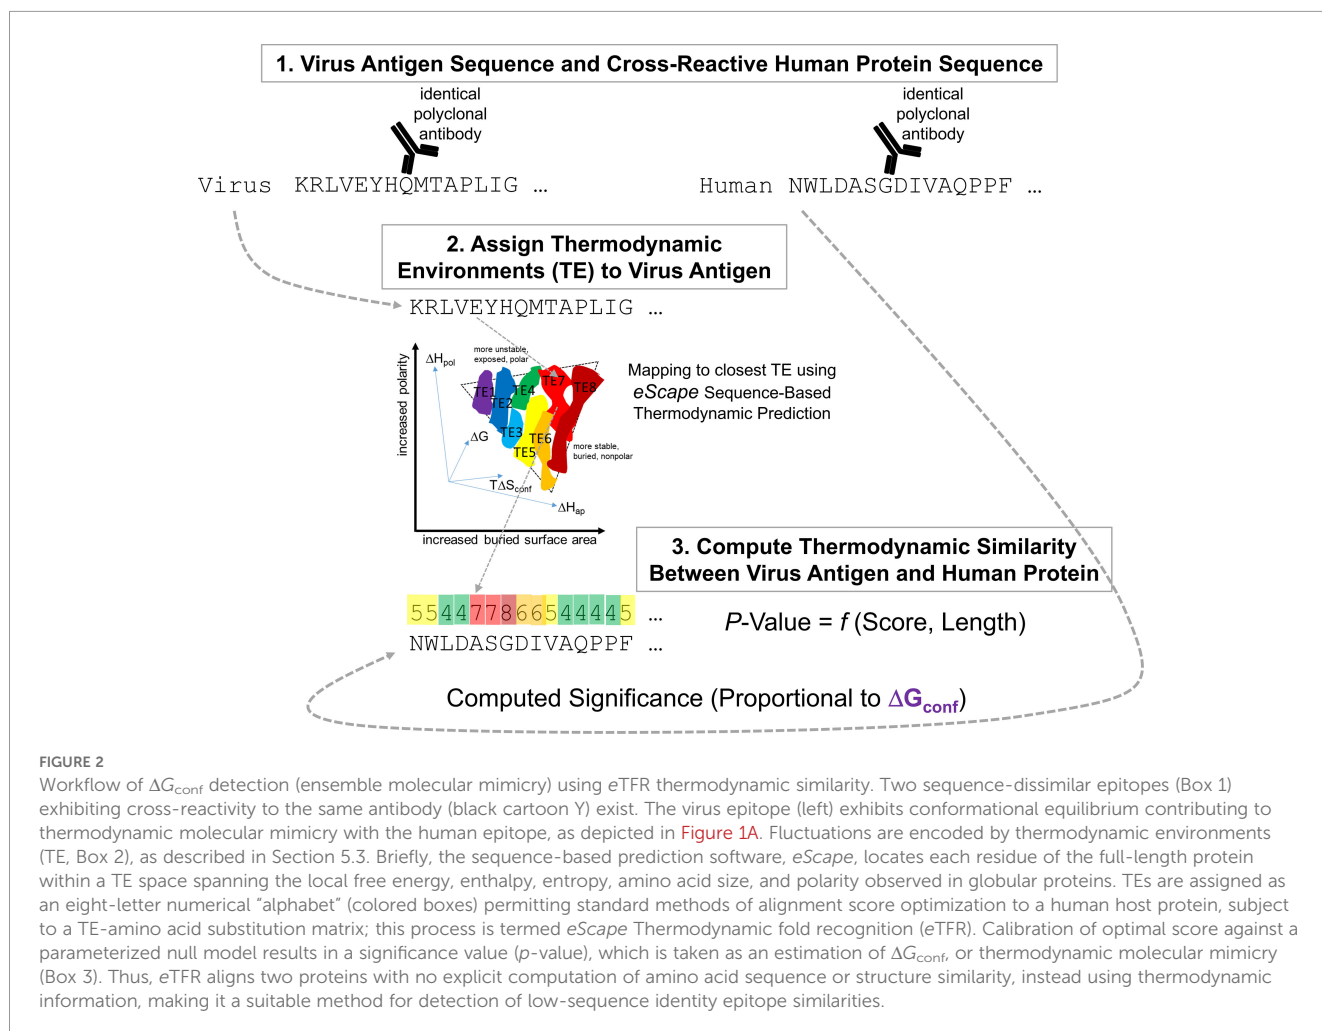 1. Virus Antigen Sequence and Cross-Reactive Human Protein Sequence
identical
polyclonal
antibody
identical
polyclonal
antibody
Virus KRLVEYHQMTAPLIG ...
Human NWLDASGDIVAQPPF ...
2. Assign Thermodynamic
Environments (TE) to Virus Antigen
KRLVEYHQMTAPLIG ...
increased polarity
ΔHpol
more unstable,
exposed, polar
TE1
TE2
TE4
TE7
TE8
TE3
TE5
TE6
ΔG
TΔSconf
ΔHap
more stable,
buried, nonpolar
increased buried surface area
Mapping to closest TE using
eScape Sequence-Based
Thermodynamic Prediction
3. Compute Thermodynamic Similarity
Between Virus Antigen and Human Protein
554477866544445 ...
NWLDASGDIVAQPPF ...
P-Value = f (Score, Length)
Computed Significance (Proportional to ΔGconf)
FIGURE 2
Workflow of ΔGconf detection (ensemble molecular mimicry) using eTFR thermodynamic similarity. Two sequence-dissimilar epitopes (Box 1)
exhibiting cross-reactivity to the same antibody (black cartoon Y) exist. The virus epitope (left) exhibits conformational equilibrium contributing to
thermodynamic molecular mimicry with the human epitope, as depicted in Figure 1A. Fluctuations are encoded by thermodynamic environments
(TE, Box 2), as described in Section 5.3. Briefly, the sequence-based prediction software, eScape, locates each residue of the full-length protein
within a TE space spanning the local free energy, enthalpy, entropy, amino acid size, and polarity observed in globular proteins. TEs are assigned as
an eight-letter numerical “alphabet” (colored boxes) permitting standard methods of alignment score optimization to a human host protein, subject
to a TE-amino acid substitution matrix; this process is termed eScape Thermodynamic fold recognition (eTFR). Calibration of optimal score against a
parameterized null model results in a significance value (p-value), which is taken as an estimation of ΔGconf, or thermodynamic molecular mimicry
(Box 3). Thus, eTFR aligns two proteins with no explicit computation of amino acid sequence or structure similarity, instead using thermodynamic
information, making it a suitable method for detection of low-sequence identity epitope similarities.